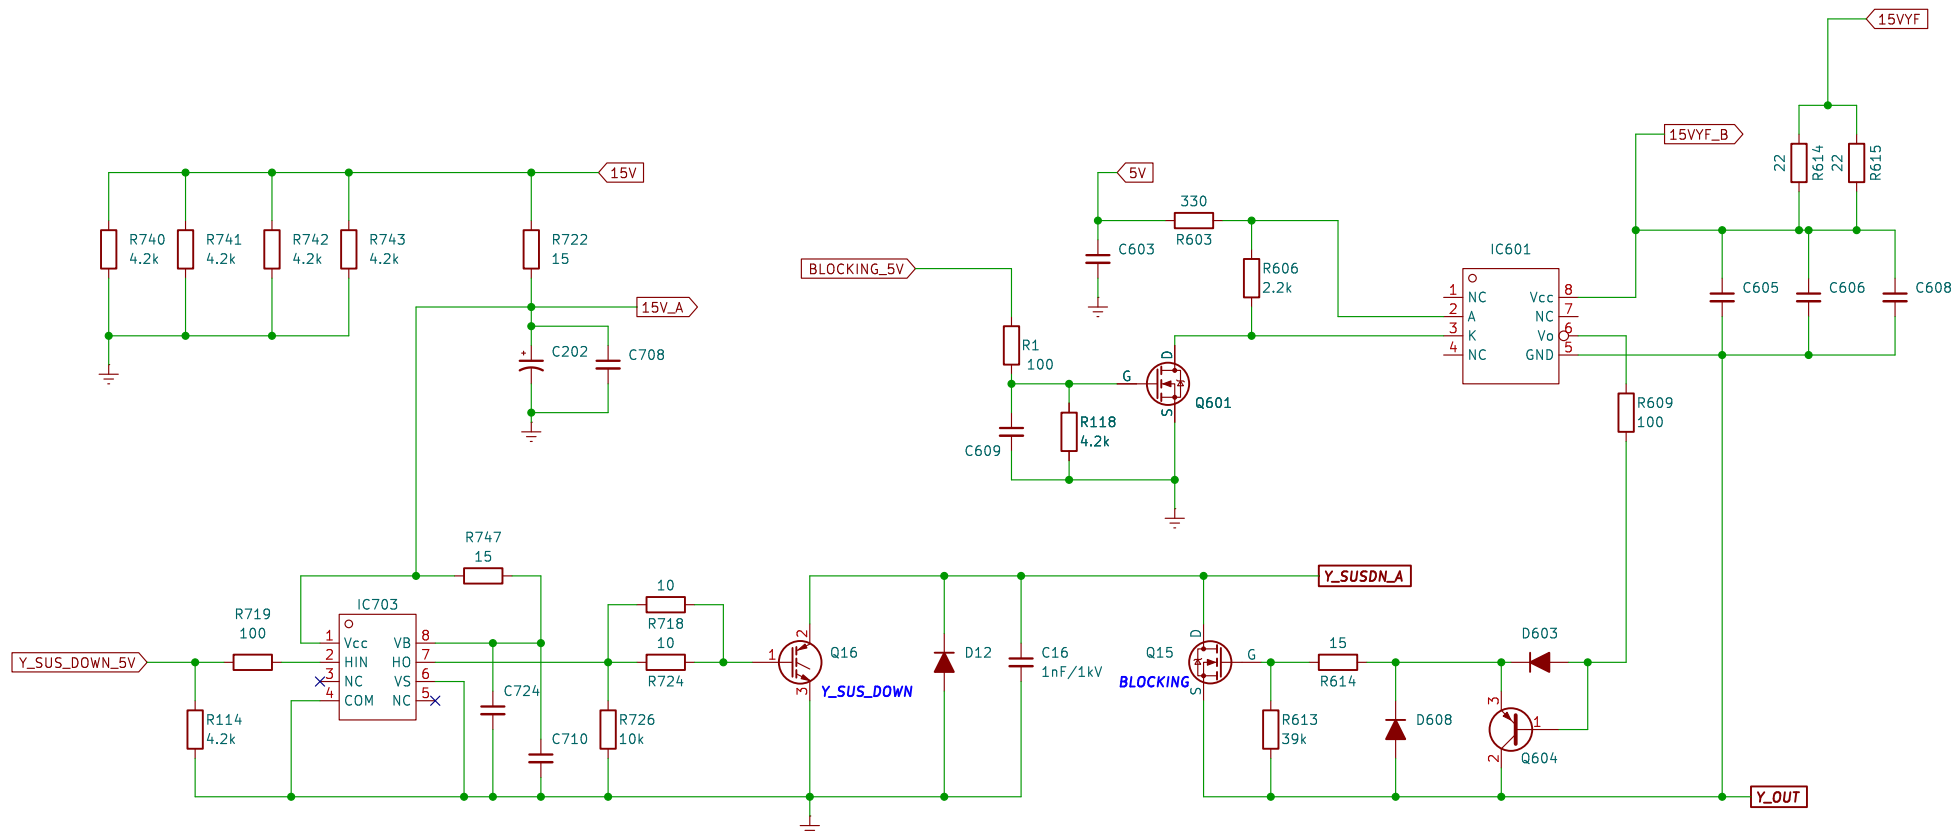 15VYF
15VYF_B
22
R614
22
R615
15V
5V
330
R603
R740
4.2k
R741
4.2k
R742
4.2k
R743
4.2k
R722
15
C603
BLOCKING_5V
R606
2.2k
IC601
1
NC
Vcc
8
2
A
NC
7
3
K
Vo
6
4
NC
GND
5
C605
C606
C608
15V_A
C202
C708
R1
100
G
D
S
Q601
R118
4.2k
C609
R609
100
R747
15
10
R718
10
R724
Y_SUSDN_A
R719
100
IC703
1
Vcc
VB
8
2
HIN
HO
7
3
NC
VS
6
4
COM
NC
5
Y_SUS_DOWN_5V
R114
4.2k
C724
C710
R726
10k
1
2
3
Q16
Y_SUS_DOWN
D12
C16
1nF/1kV
Q15
BLOCKING
D
G
S
15
R614
D603
R613
39k
D608
3
1
2
Q604
Y_OUT